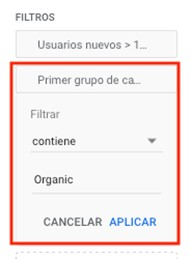 FILTROS
Usuarios nuevos > 1...
Primer grupo de ca...
Filtrar
contiene
Organic
CANCELAR APLICAR